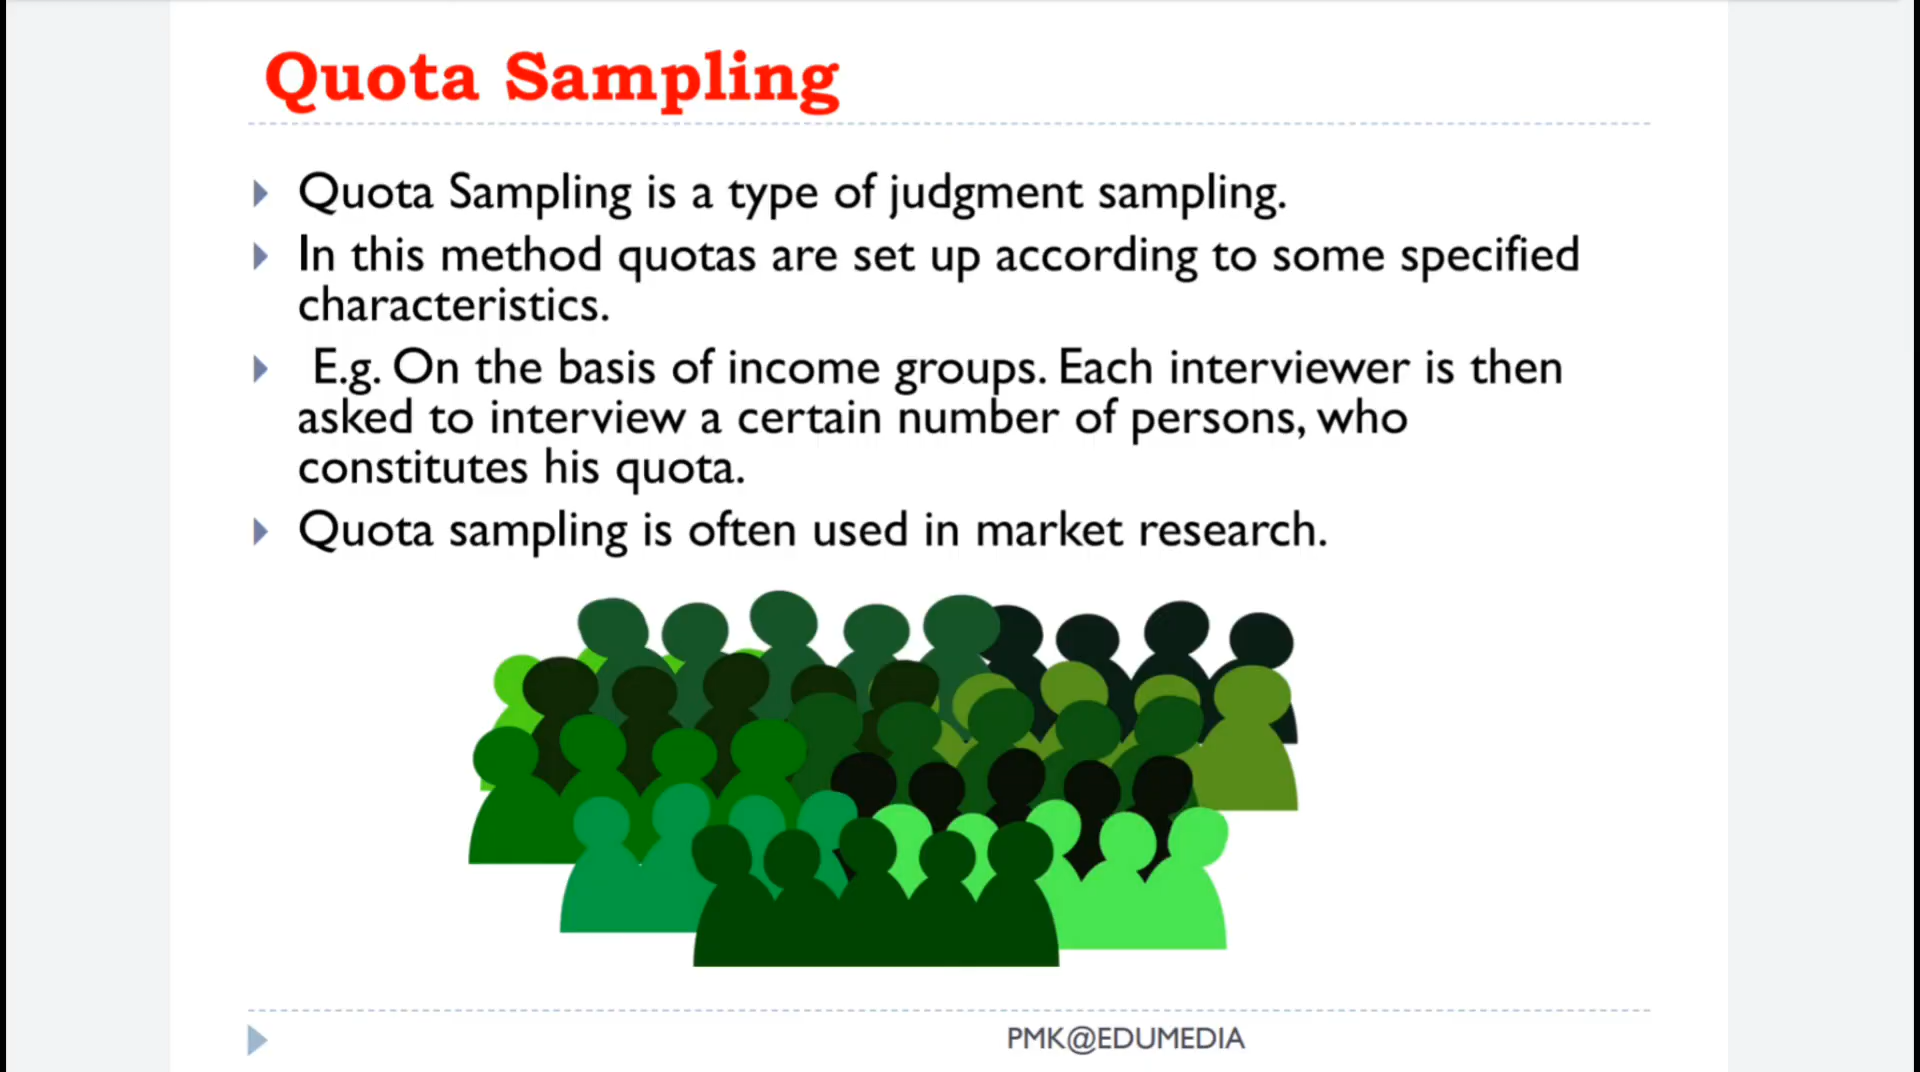 Quota Sampling
Quota Sampling is a type of judgment sampling.
In this method quotas are set up according to some specified
characteristics.
E.g. On the basis of income groups. Each interviewer is then
asked to interview a certain number of persons, who
constitutes his quota.
Quota sampling is often used in market research.
PMK@EDUMEDIA